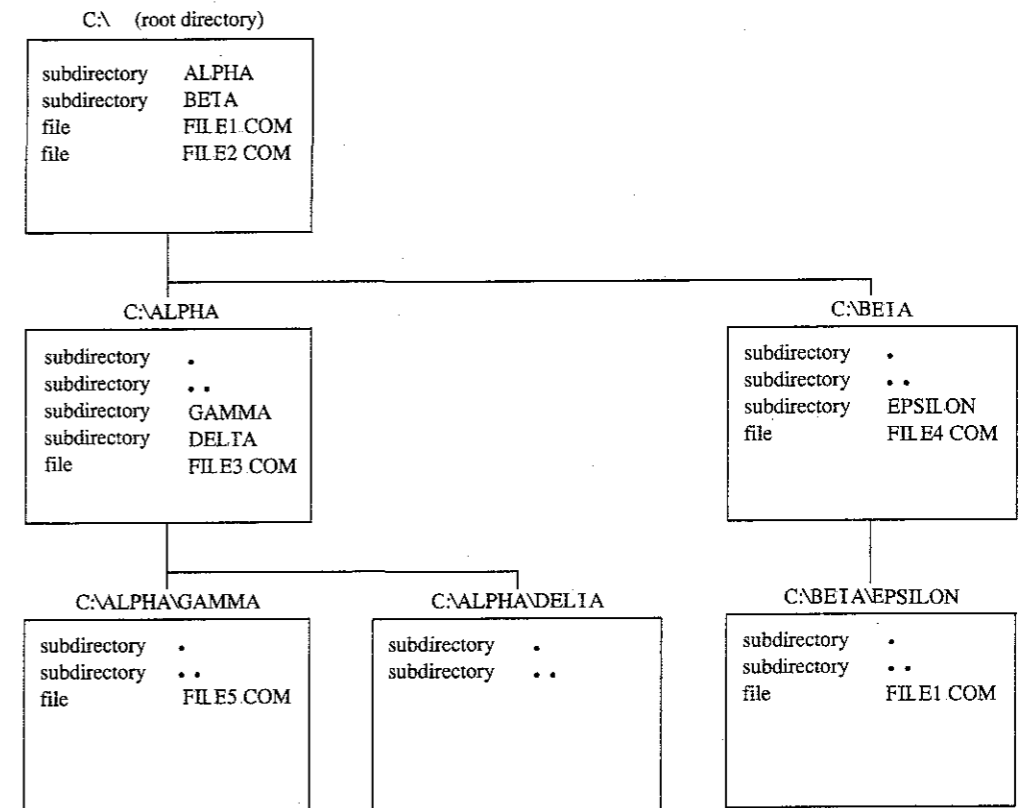 C:\ (root directory)
subdirectory ALPHA
subdirectory BETA
file FILE1.COM
file FILE2 COM
C:\ALPHA
subdirectory .
subdirectory . .
subdirectory GAMMA
subdirectory DELTA
file FILE3.COM
C:\BETA
subdirectory .
subdirectory . .
subdirectory EPSILON
file FILE4 COM
C:\ALPHA\GAMMA
subdirectory .
subdirectory . .
file FILE5.COM
C:\ALPHA\DELTA
subdirectory .
subdirectory . .
C:\BETA\EPSILON
subdirectory .
subdirectory . .
file FILE1.COM